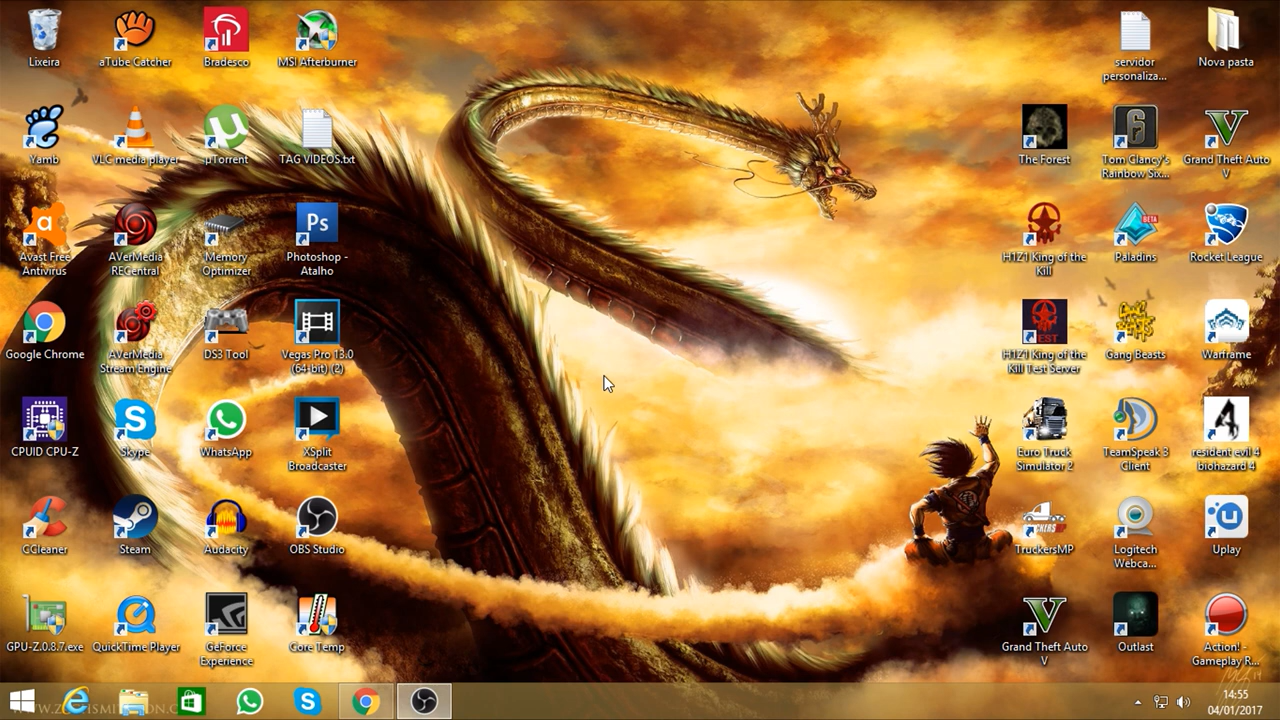 Lixeira
aTube Catcher
Bradesco
MSI Afterburner
servidor
personaliza...
Nova pasta
Yamb
VLC media player
µTorrent
TAG VIDEOS.txt
The Forest
Tom Clancy's
Rainbow Six...
Grand Theft Auto
V
Avast Free
Antivirus
AVerMedia
RECentral
Memory
Optimizer
Ps
Photoshop -
Atalho
H1Z1 King of the
Kill
BETA
Paladins
Rocket League
Google Chrome
AVerMedia
Stream Engine
DS3 Tool
Vegas Pro 13.0
(64-bit) (2)
TEST
H1Z1 King of the
Kill Test Server
GANG BEASTS
Gang Beasts
Warframe
CPUID CPU-Z
Skype
WhatsApp
XSplit
Broadcaster
Euro Truck
Simulator 2
TeamSpeak 3
Client
4
resident evil 4
biohazard 4
CCleaner
Steam
Audacity
OBS Studio
TruckersMP
Logitech
Webca...
Uplay
GPU-Z.0.8.7.exe
QuickTime Player
GeForce
Experience
Core Temp
Grand Theft Auto
V
Outlast
Action! -
Gameplay R...
14:55
04/01/2017